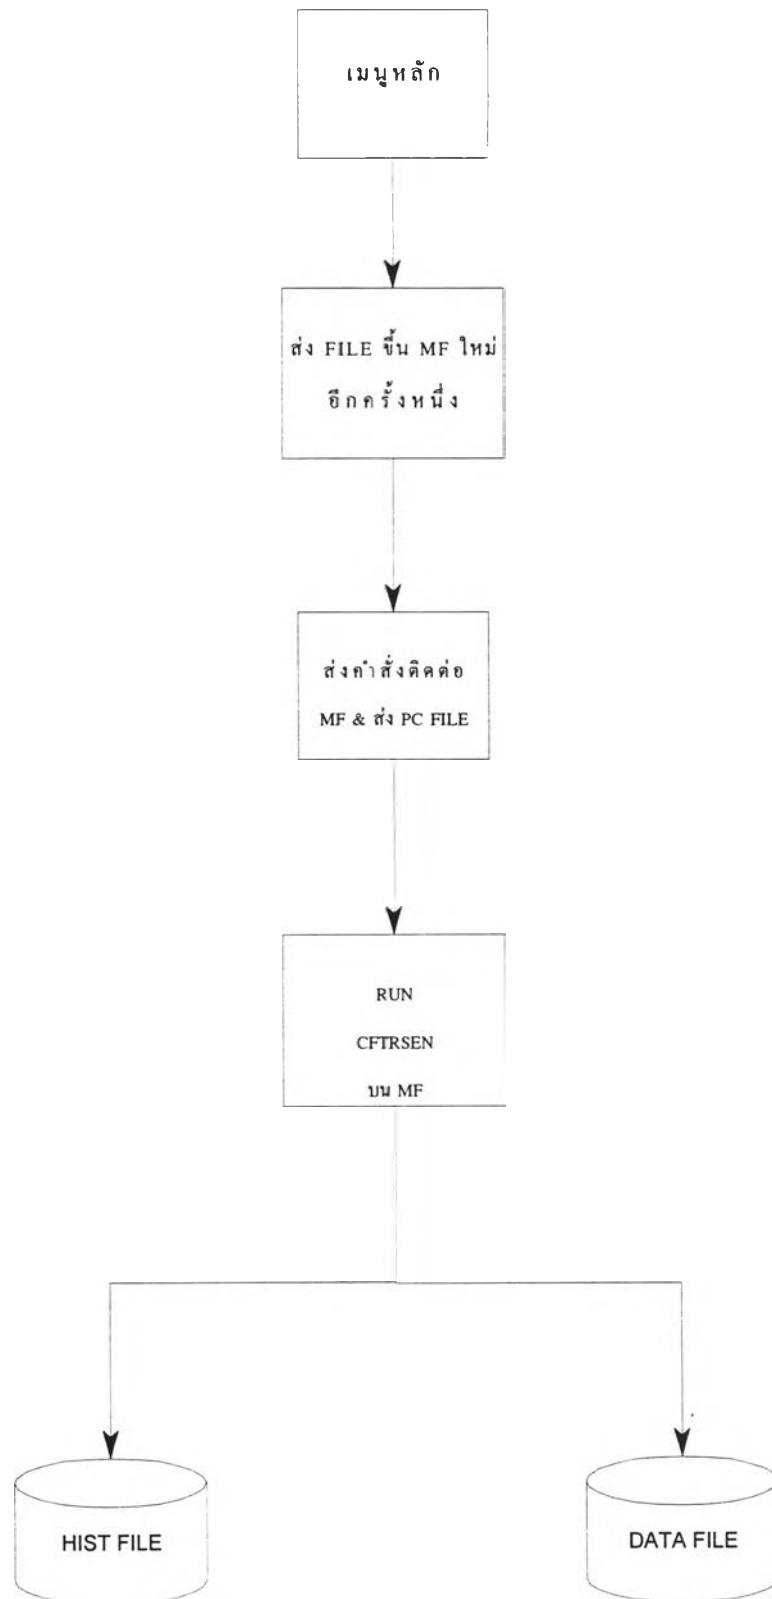 เมนูหลัก
ส่ง FILE ขึ้น MF ใหม่
อีกครั้งหนึ่ง
ส่งคำสั่งติดต่อ
MF & ส่ง PC FILE
RUN
CFTRSEN
บน MF
HIST FILE
DATA FILE